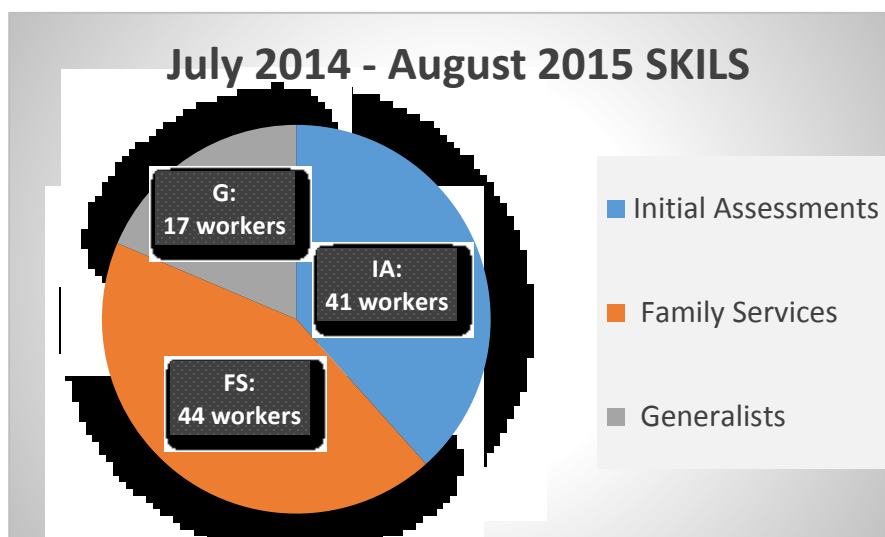 July 2014 - August 2015 SKILS
G:
17 workers
IA:
41 workers
FS:
44 workers
Initial Assessments
Family Services
Generalists